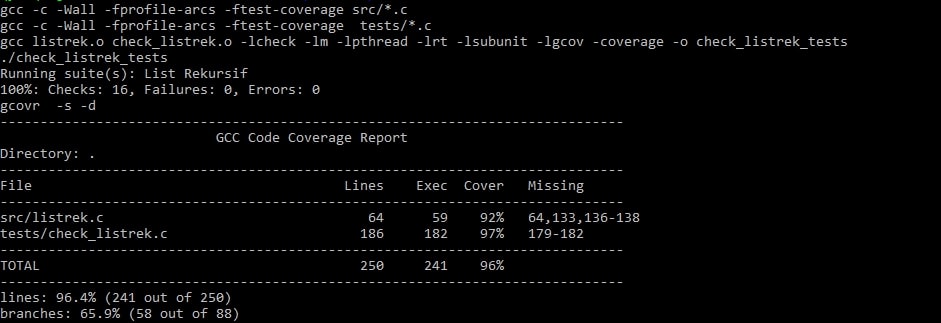 gcc -c -Wall -fprofile-arcs -ftest-coverage src/*.c
gcc -c -Wall -fprofile-arcs -ftest-coverage  tests/*.c
gcc listrek.o check_listrek.o -lcheck -lm -lpthread -lrt -lsubunit -lgcov -coverage -o check_listrek_tests
./check_listrek_tests
Running suite(s): List Rekursif
100%: Checks: 16, Failures: 0, Errors: 0
gcovr  -s -d
------------------------------------------------------------------------------
                           GCC Code Coverage Report
Directory: .
------------------------------------------------------------------------------
File                                       Lines    Exec  Cover   Missing
------------------------------------------------------------------------------
src/listrek.c                                 64      59    92%   64,133,136-138
tests/check_listrek.c                        186     182    97%   179-182
------------------------------------------------------------------------------
TOTAL                                        250     241    96%
------------------------------------------------------------------------------
lines: 96.4% (241 out of 250)
branches: 65.9% (58 out of 88)